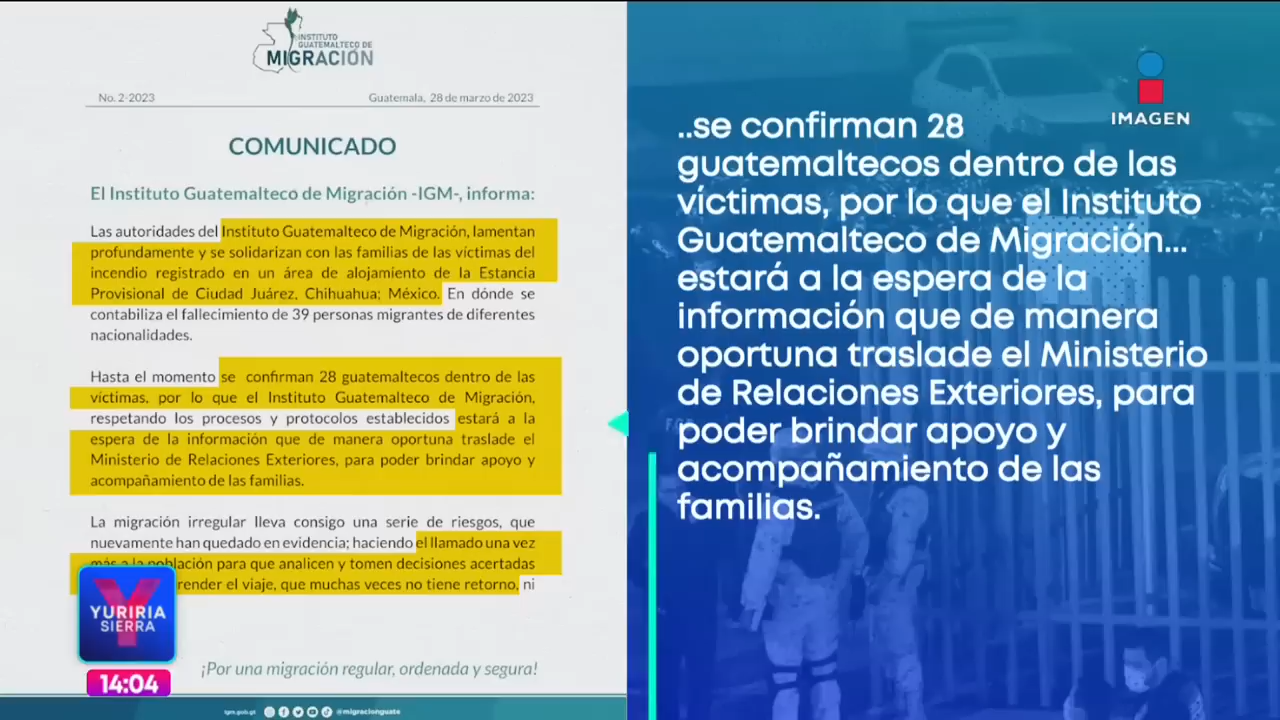 INSTITUTO
GUATEMALTECO DE
MIGRACIÓN
No. 2-2023
Guatemala, 28 de marzo de 2023
COMUNICADO
El Instituto Guatemalteco de Migración -IGM-, informa:
Las autoridades del Instituto Guatemalteco de Migración, lamentan
profundamente y se solidarizan con las familias de las víctimas del
incendio registrado en un área de alojamiento de la Estancia
Provisional de Ciudad Juárez, Chihuahua; México. En dónde se
contabiliza el fallecimiento de 39 personas migrantes de diferentes
nacionalidades.
Hasta el momento se confirman 28 guatemaltecos dentro de las
víctimas, por lo que el Instituto Guatemalteco de Migración,
respetando los procesos y protocolos establecidos estará a la
espera de la información que de manera oportuna traslade el
Ministerio de Relaciones Exteriores, para poder brindar apoyo y
acompañamiento de las familias.
La migración irregular lleva consigo una serie de riesgos, que
nuevamente han quedado en evidencia; haciendo el llamado una vez
más a la población para que analicen y tomen decisiones acertadas
render el viaje, que muchas veces no tiene retorno, ni
¡Por una migración regular, ordenada y segura!
igm.gob.gt
@migracionguate
YURIRIA
SIERRA
14:04
IMAGEN
..se confirman 28
guatemaltecos dentro de las
víctimas, por lo que el Instituto
Guatemalteco de Migración...
estará a la espera de la
información que de manera
oportuna traslade el Ministerio
de Relaciones Exteriores, para
poder brindar apoyo y
acompañamiento de las
familias.